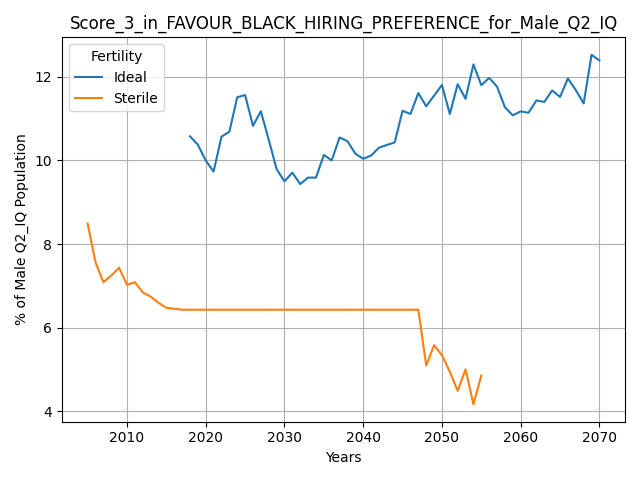 Score_3_in_FAVOUR_BLACK_HIRING_PREFERENCE_for_Male_Q2_IQ
Fertility
Ideal
Sterile
% of Male Q2_IQ Population
12
10
8
6
4
2010 2020 2030 2040 2050 2060 2070
Years